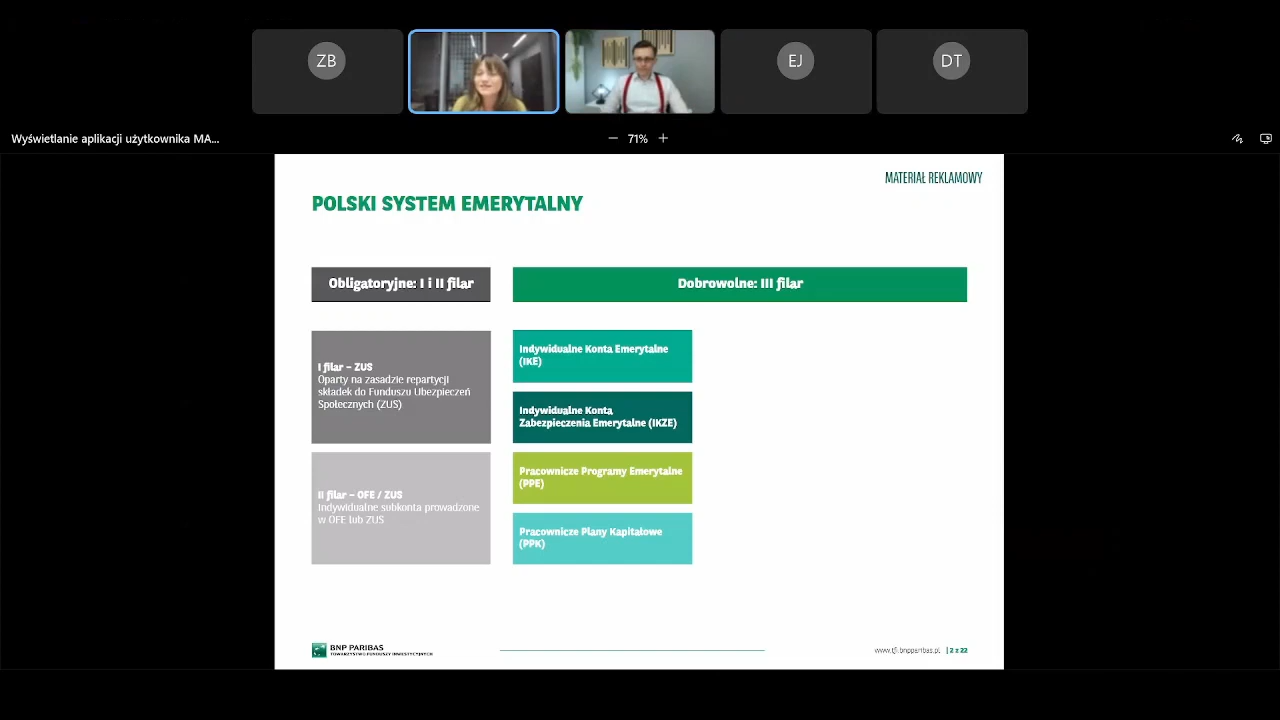 ZB
EJ
DT
Wyświetlanie aplikacji użytkownika MA...
71%
MATERIAŁ REKLAMOWY
POLSKI SYSTEM EMERYTALNY
Obligatoryjne: I i II filar
Dobrowolne: III filar
I filar – ZUS
Oparty na zasadzie repartycji
składek do Funduszu Ubezpieczeń
Społecznych (ZUS)
II filar – OFE / ZUS
Indywidualne subkonta prowadzone
w OFE lub ZUS
Indywidualne Konta Emerytalne
(IKE)
Indywidualne Konta
Zabezpieczenia Emerytalne (IKZE)
Pracownicze Programy Emerytalne
(PPE)
Pracownicze Plany Kapitałowe
(PPK)
BNP PARIBAS
TOWARZYSTWO FUNDUSZY INWESTYCYJNYCH
www.tfi.bnpparibas.pl | 2 z 22